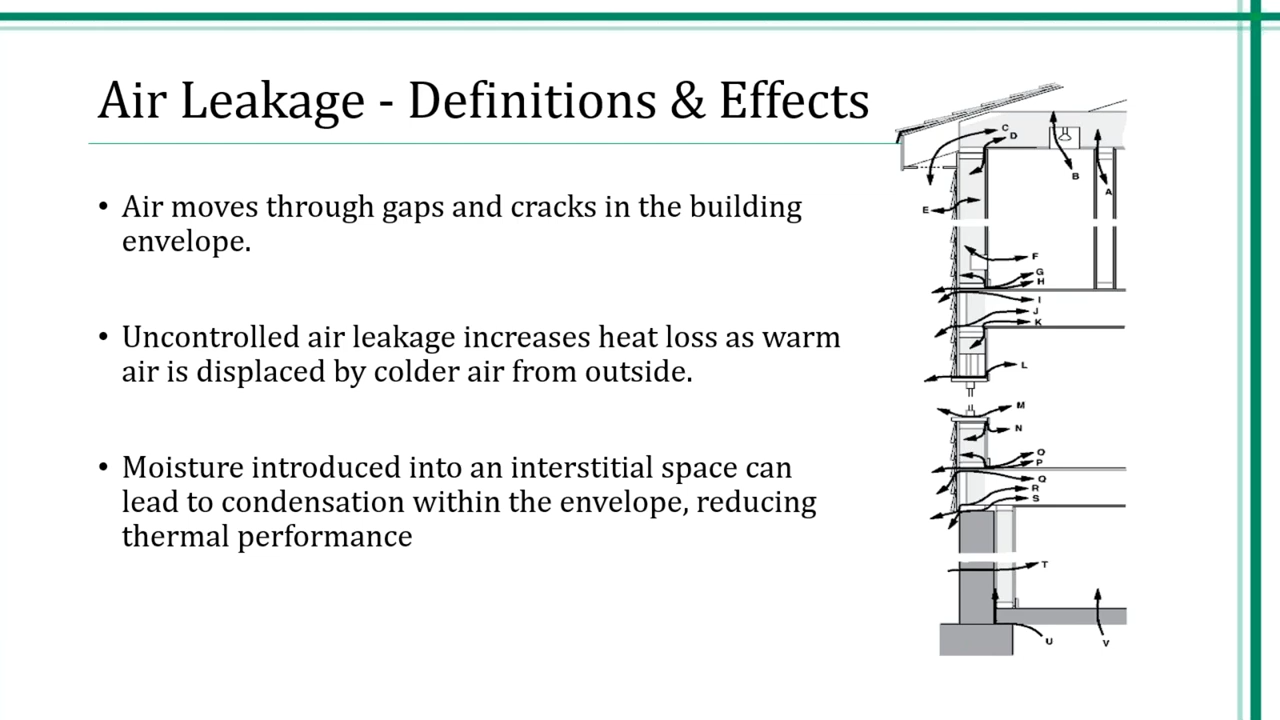 Air Leakage - Definitions & Effects
• Air moves through gaps and cracks in the building
envelope.
• Uncontrolled air leakage increases heat loss as warm
air is displaced by colder air from outside.
• Moisture introduced into an interstitial space can
lead to condensation within the envelope, reducing
thermal performance
C
D
B
A
E
F
G
H
I
J
K
L
M
N
O
P
Q
R
S
T
U
V